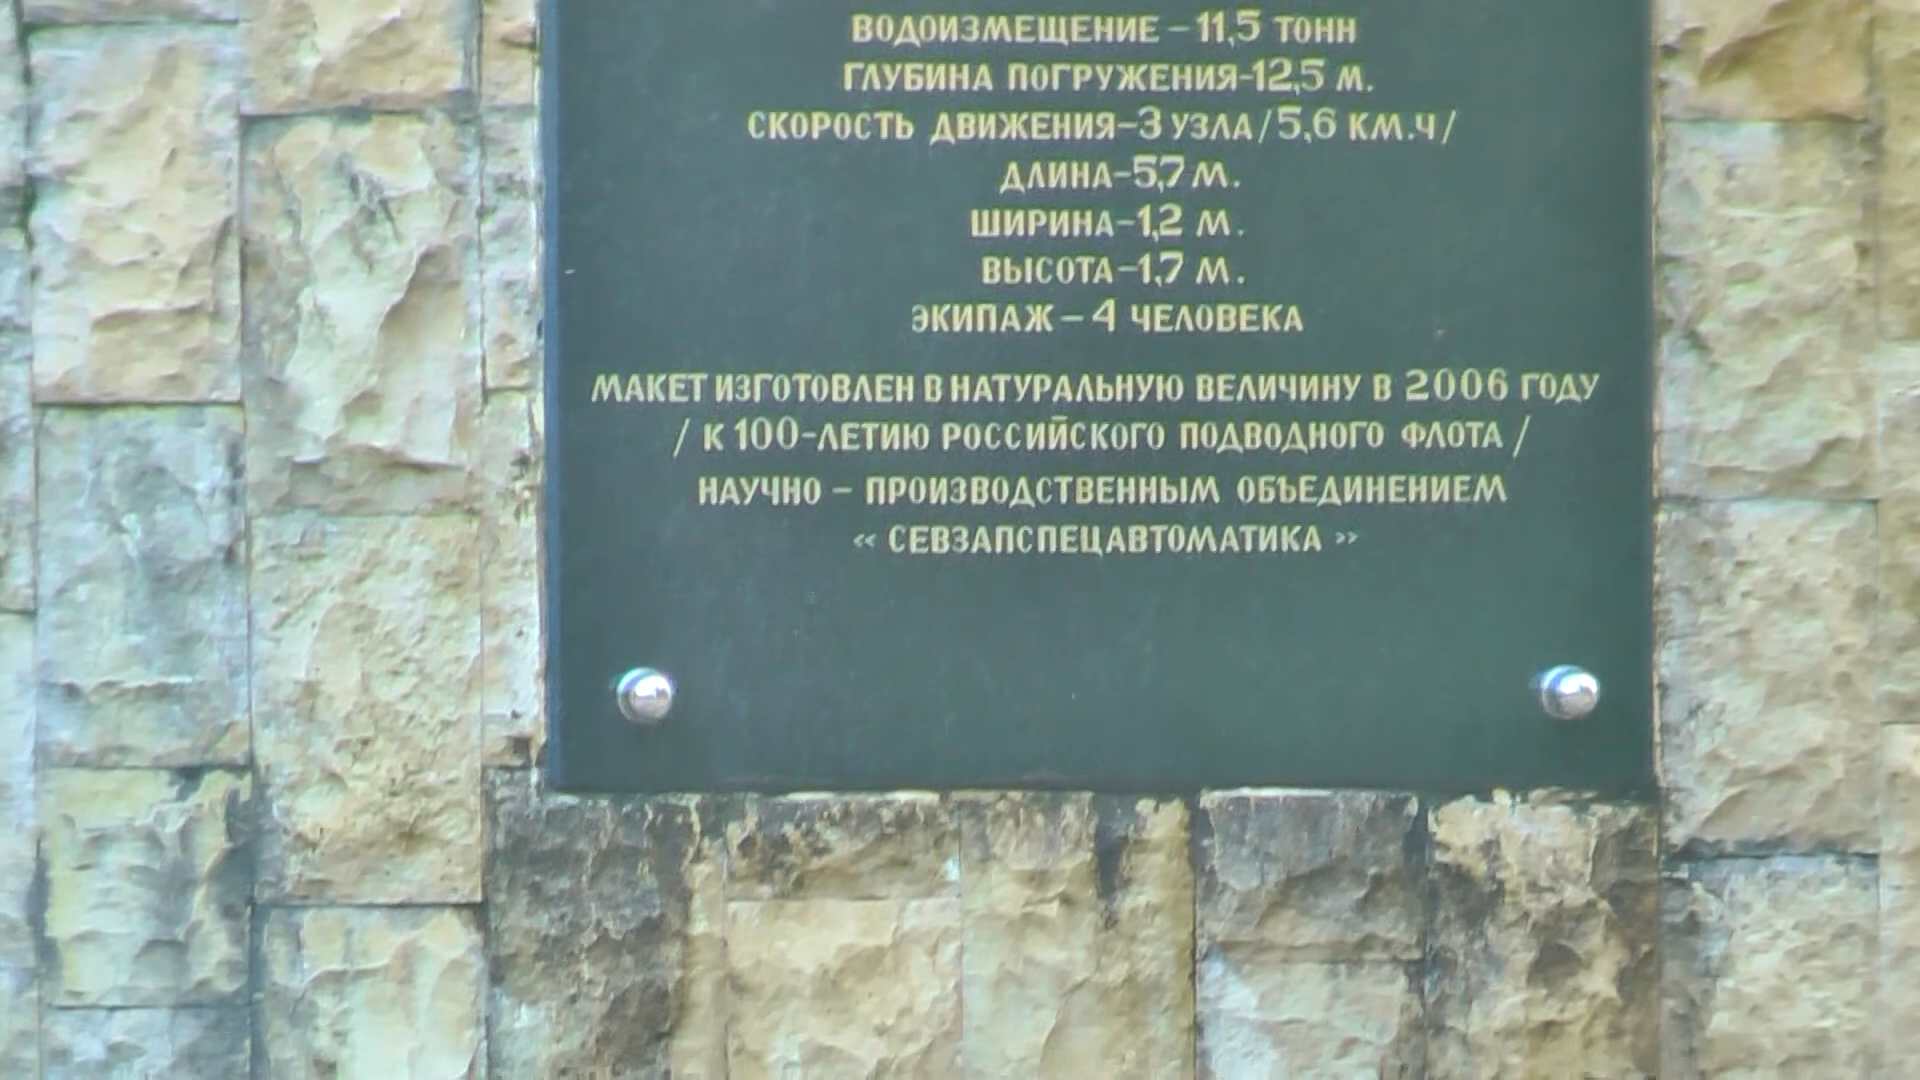 ВОДОИЗМЕЩЕНИЕ – 11,5 ТОНН
ГЛУБИНА ПОГРУЖЕНИЯ-12,5 М.
СКОРОСТЬ ДВИЖЕНИЯ-3 УЗЛА/5,6 КМ.Ч/
ДЛИНА-5,7 М.
ШИРИНА-1,2 М.
ВЫСОТА-1,7 М.
ЭКИПАЖ – 4 ЧЕЛОВЕКА
МАКЕТ ИЗГОТОВЛЕН В НАТУРАЛЬНУЮ ВЕЛИЧИНУ В 2006 ГОДУ
/ К 100-ЛЕТИЮ РОССИЙСКОГО ПОДВОДНОГО ФЛОТА /
НАУЧНО – ПРОИЗВОДСТВЕННЫМ ОБЪЕДИНЕНИЕМ
« СЕВЗАПСПЕЦАВТОМАТИКА »